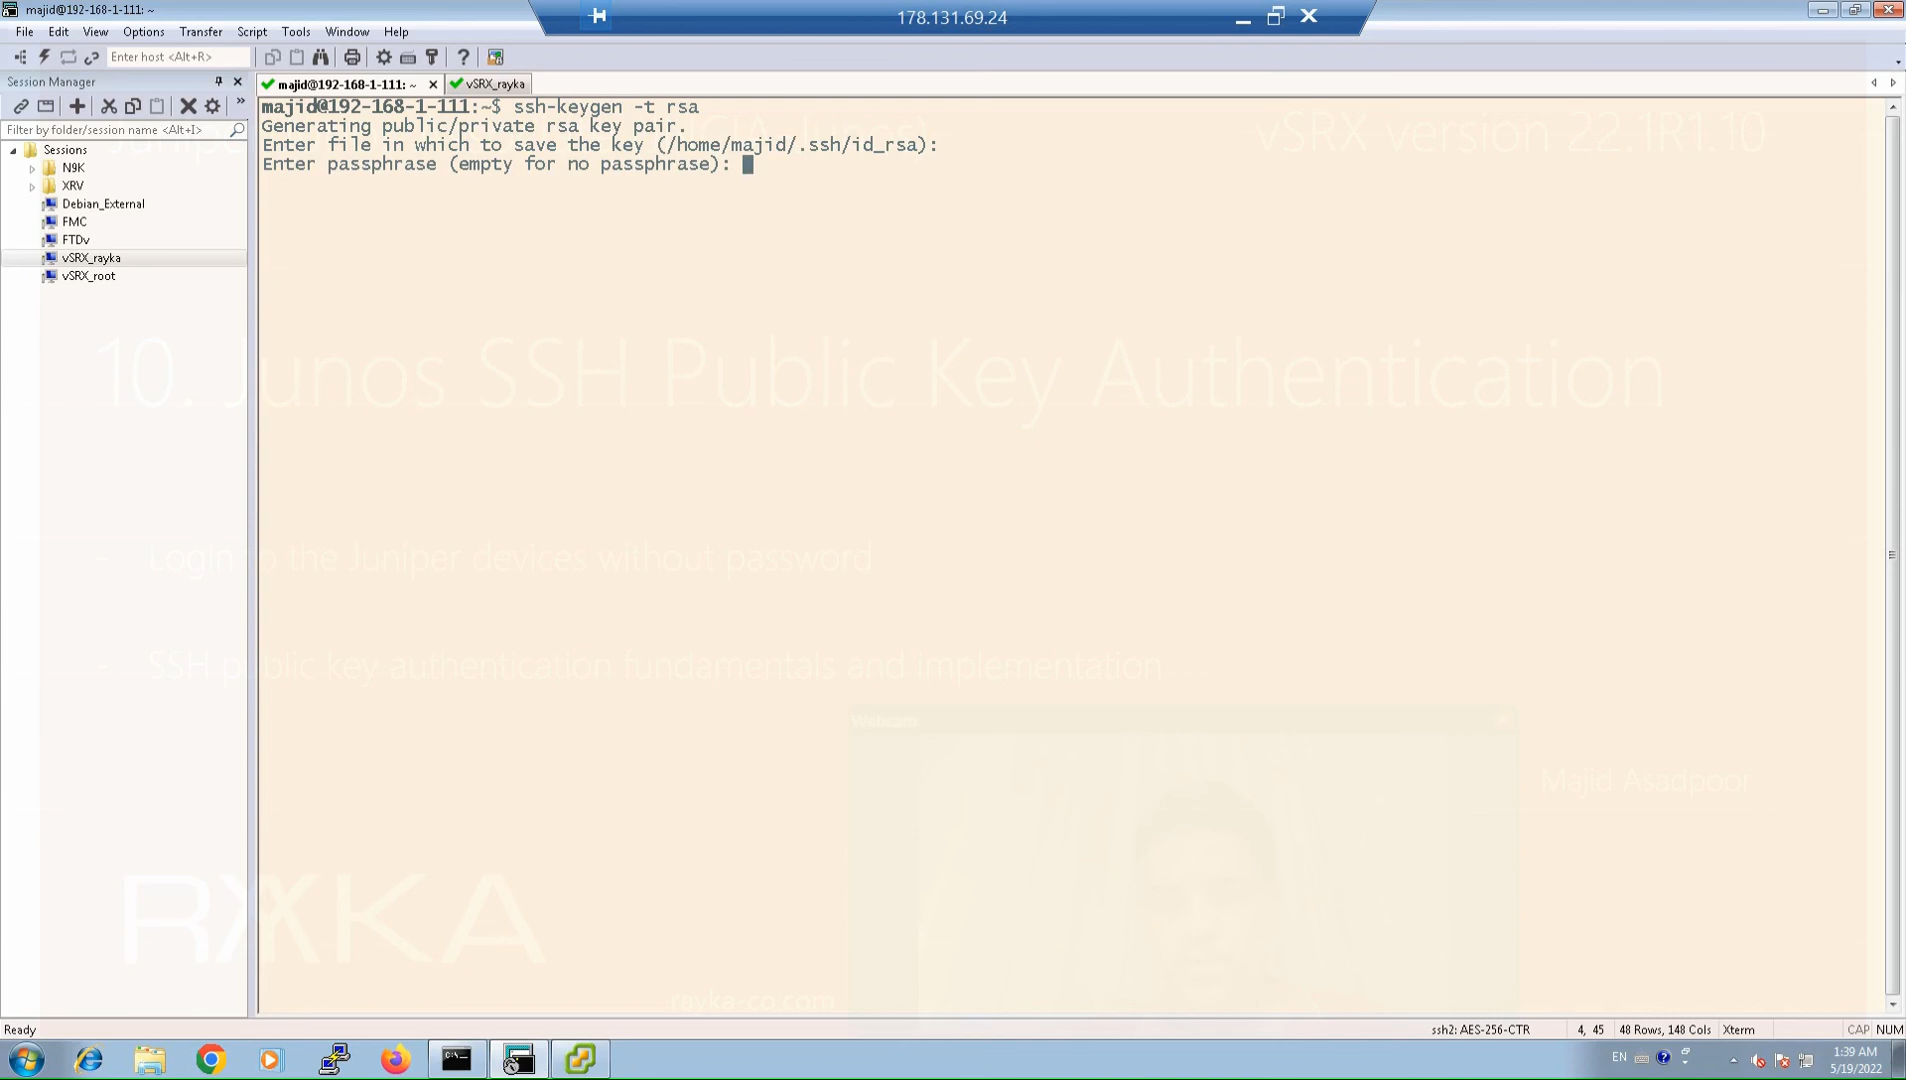 majid@192-168-1-111: ~
178.131.69.24
File Edit View Options Transfer Script Tools Window Help
Enter host <Alt+R>
Session Manager
majid@192-168-1-111: ~
vSRX_rayka
Filter by folder/session name <Alt+I>
Sessions
N9K
XRV
Debian_External
FMC
FTDv
vSRX_rayka
vSRX_root
majid@192-168-1-111:~$ ssh-keygen -t rsa
Generating public/private rsa key pair.
Enter file in which to save the key (/home/majid/.ssh/id_rsa):
Enter passphrase (empty for no passphrase):
vSRX version 22.1R1.10
10. Junos SSH Public Key Authentication
- Login to the Juniper devices without password
- SSH public key authentication fundamentals and implementation
Webcam
Majid Asadpoor
RAYKA
rayka-co.com
Ready
ssh2: AES-256-CTR 4, 45 48 Rows, 148 Cols Xterm CAP NUM
EN
1:39 AM
5/19/2022